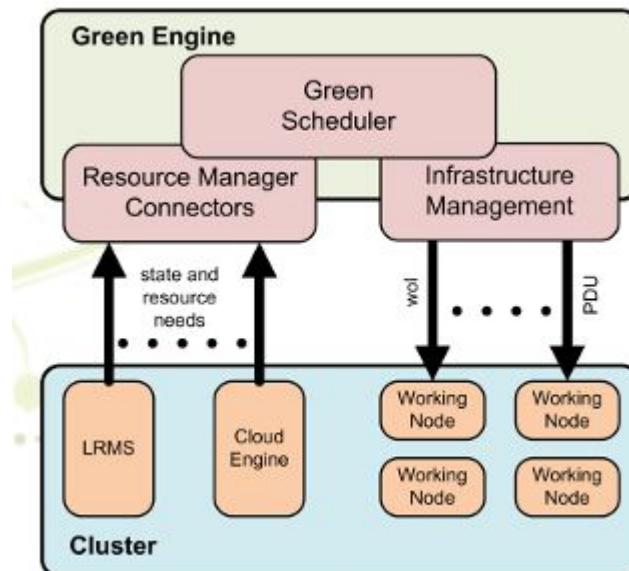 Green Engine
Green
Scheduler
Resource Manager
Connectors
Infrastructure
Management
state and
resource
needs
wol
PDU
LRMS
Cloud
Engine
Working
Node
Working
Node
Working
Node
Working
Node
Cluster